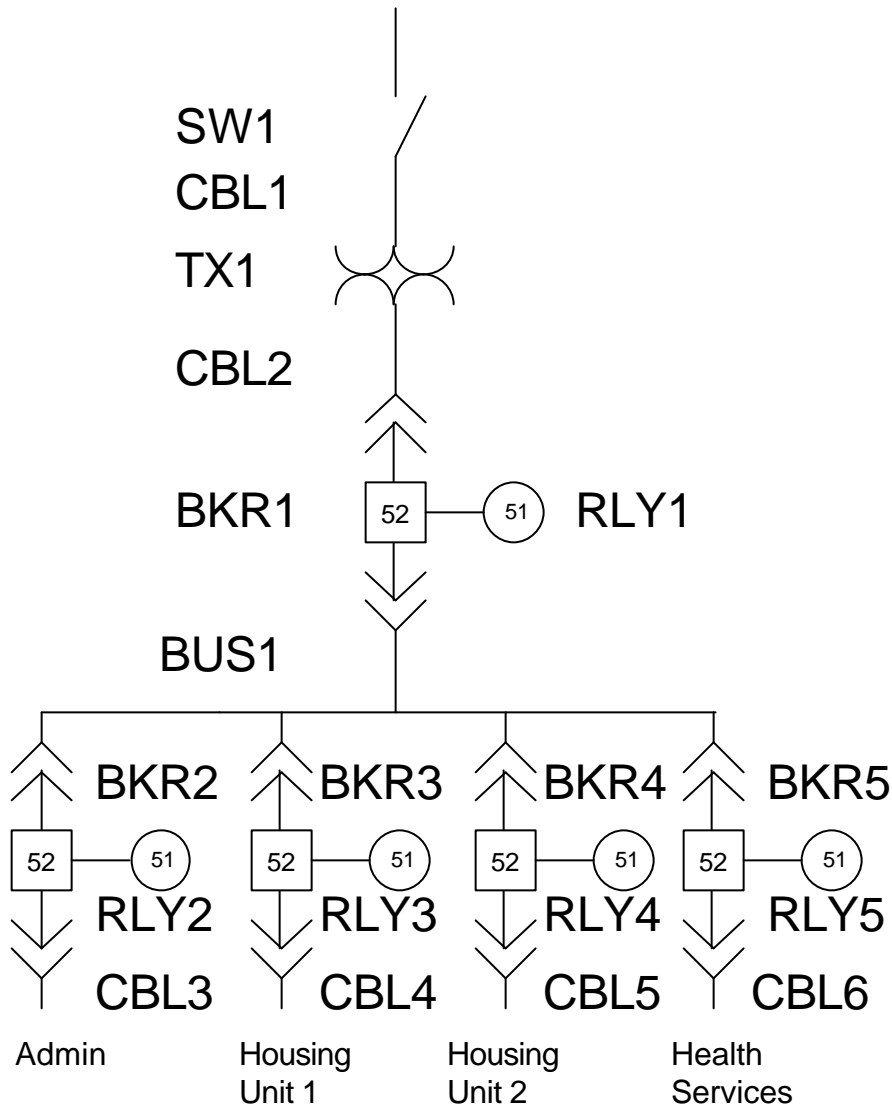 SW1
CBL1
TX1
CBL2
BKR1
52
51
RLY1
BUS1
BKR2
BKR3
BKR4
BKR5
52
51
52
51
52
51
52
51
RLY2
RLY3
RLY4
RLY5
CBL3
CBL4
CBL5
CBL6
Admin
Housing
Unit 1
Housing
Unit 2
Health
Services